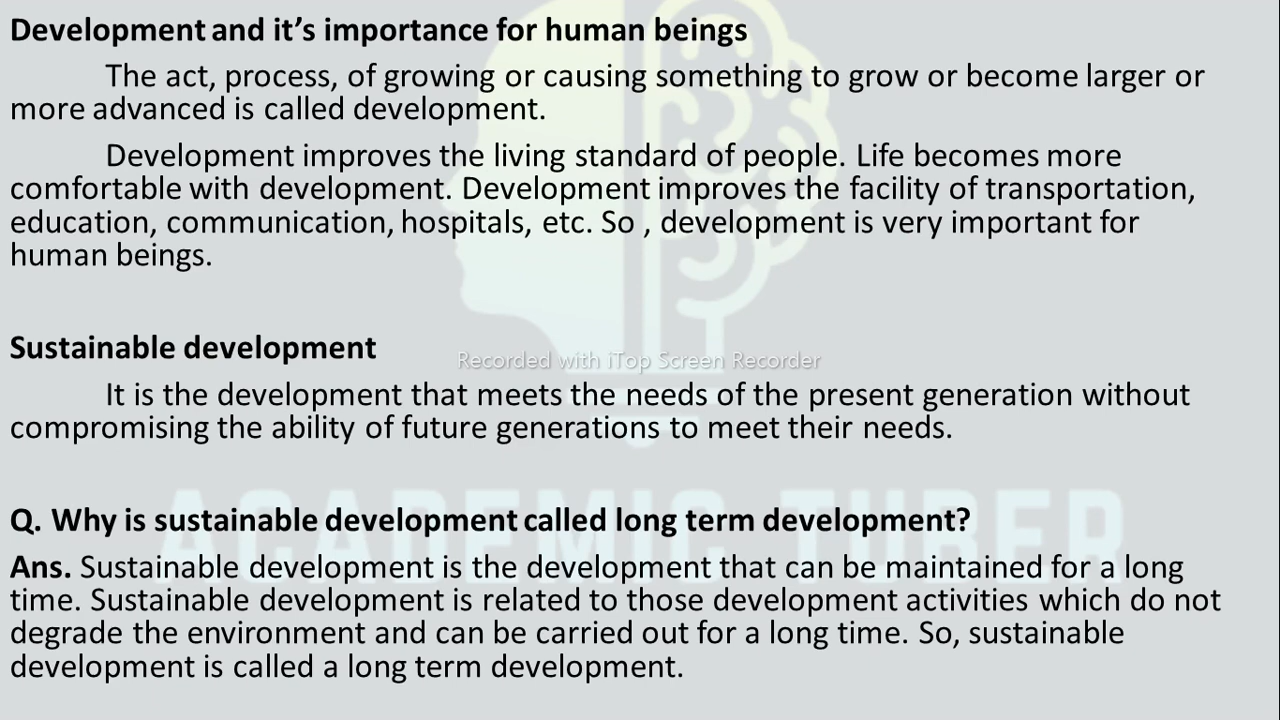 Development and it's importance for human beings
The act, process, of growing or causing something to grow or become larger or
more advanced is called development.
Development improves the living standard of people. Life becomes more
comfortable with development. Development improves the facility of transportation,
education, communication, hospitals, etc. So , development is very important for
human beings.
Sustainable development
Recorded with iTop Screen Recorder
It is the development that meets the needs of the present generation without
compromising the ability of future generations to meet their needs.
ACADEMIC TUBER
Q. Why is sustainable development called long term development?
Ans. Sustainable development is the development that can be maintained for a long
time. Sustainable development is related to those development activities which do not
degrade the environment and can be carried out for a long time. So, sustainable
development is called a long term development.